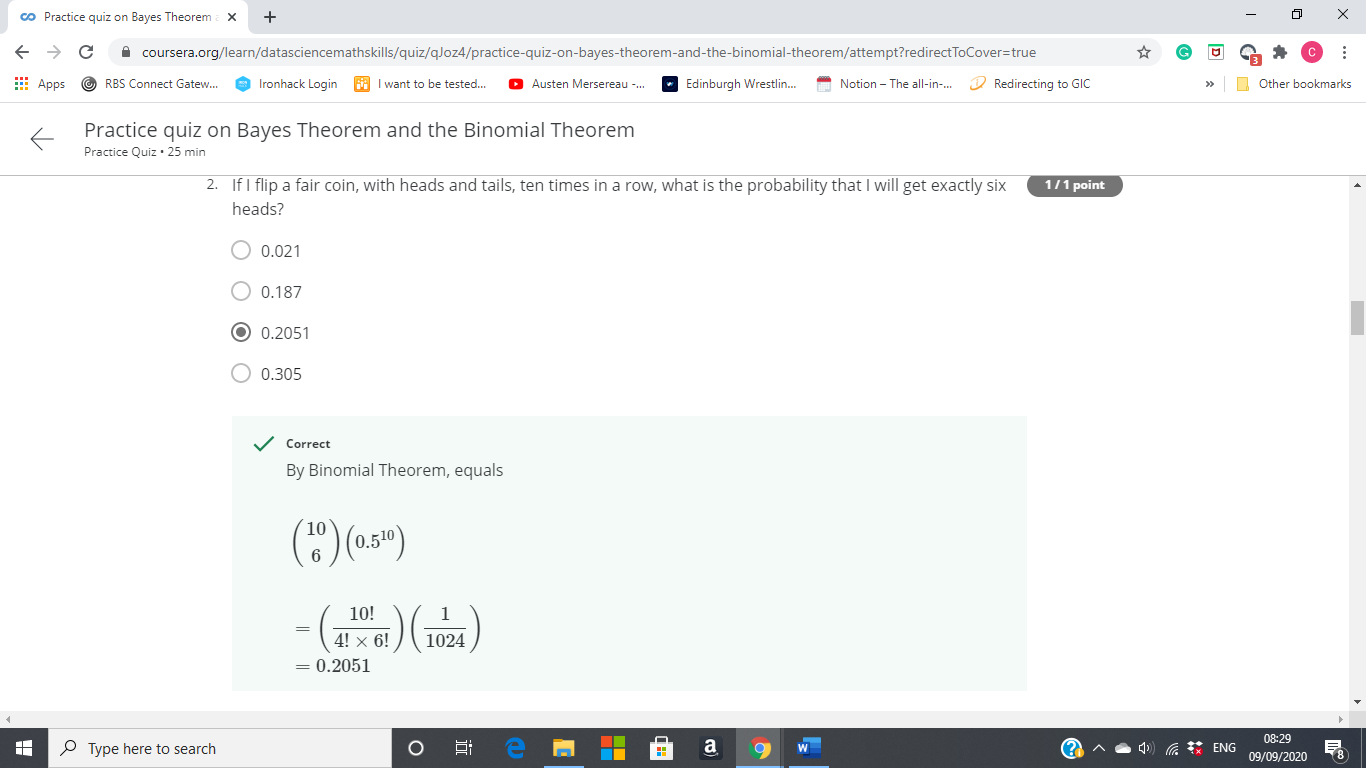 Practice quiz on Bayes Theorem a
coursera.org/learn/datasciencemathskills/quiz/qJoz4/practice-quiz-on-bayes-theorem-and-the-binomial-theorem/attempt?redirectToCover=true
3
C
Apps RBS Connect Gatew... Ironhack Login I want to be tested... Austen Mersereau -... Edinburgh Wrestlin... Notion – The all-in-... Redirecting to GIC » Other bookmarks
Practice quiz on Bayes Theorem and the Binomial Theorem
Practice Quiz • 25 min
2. If I flip a fair coin, with heads and tails, ten times in a row, what is the probability that I will get exactly six 1 / 1 point
heads?
0.021
0.187
0.2051
0.305
Correct
By Binomial Theorem, equals
(10 6)(0.5¹⁰)
= (10! / 4! × 6!)(1 / 1024)
= 0.2051
Type here to search
ENG
08:29
09/09/2020
8